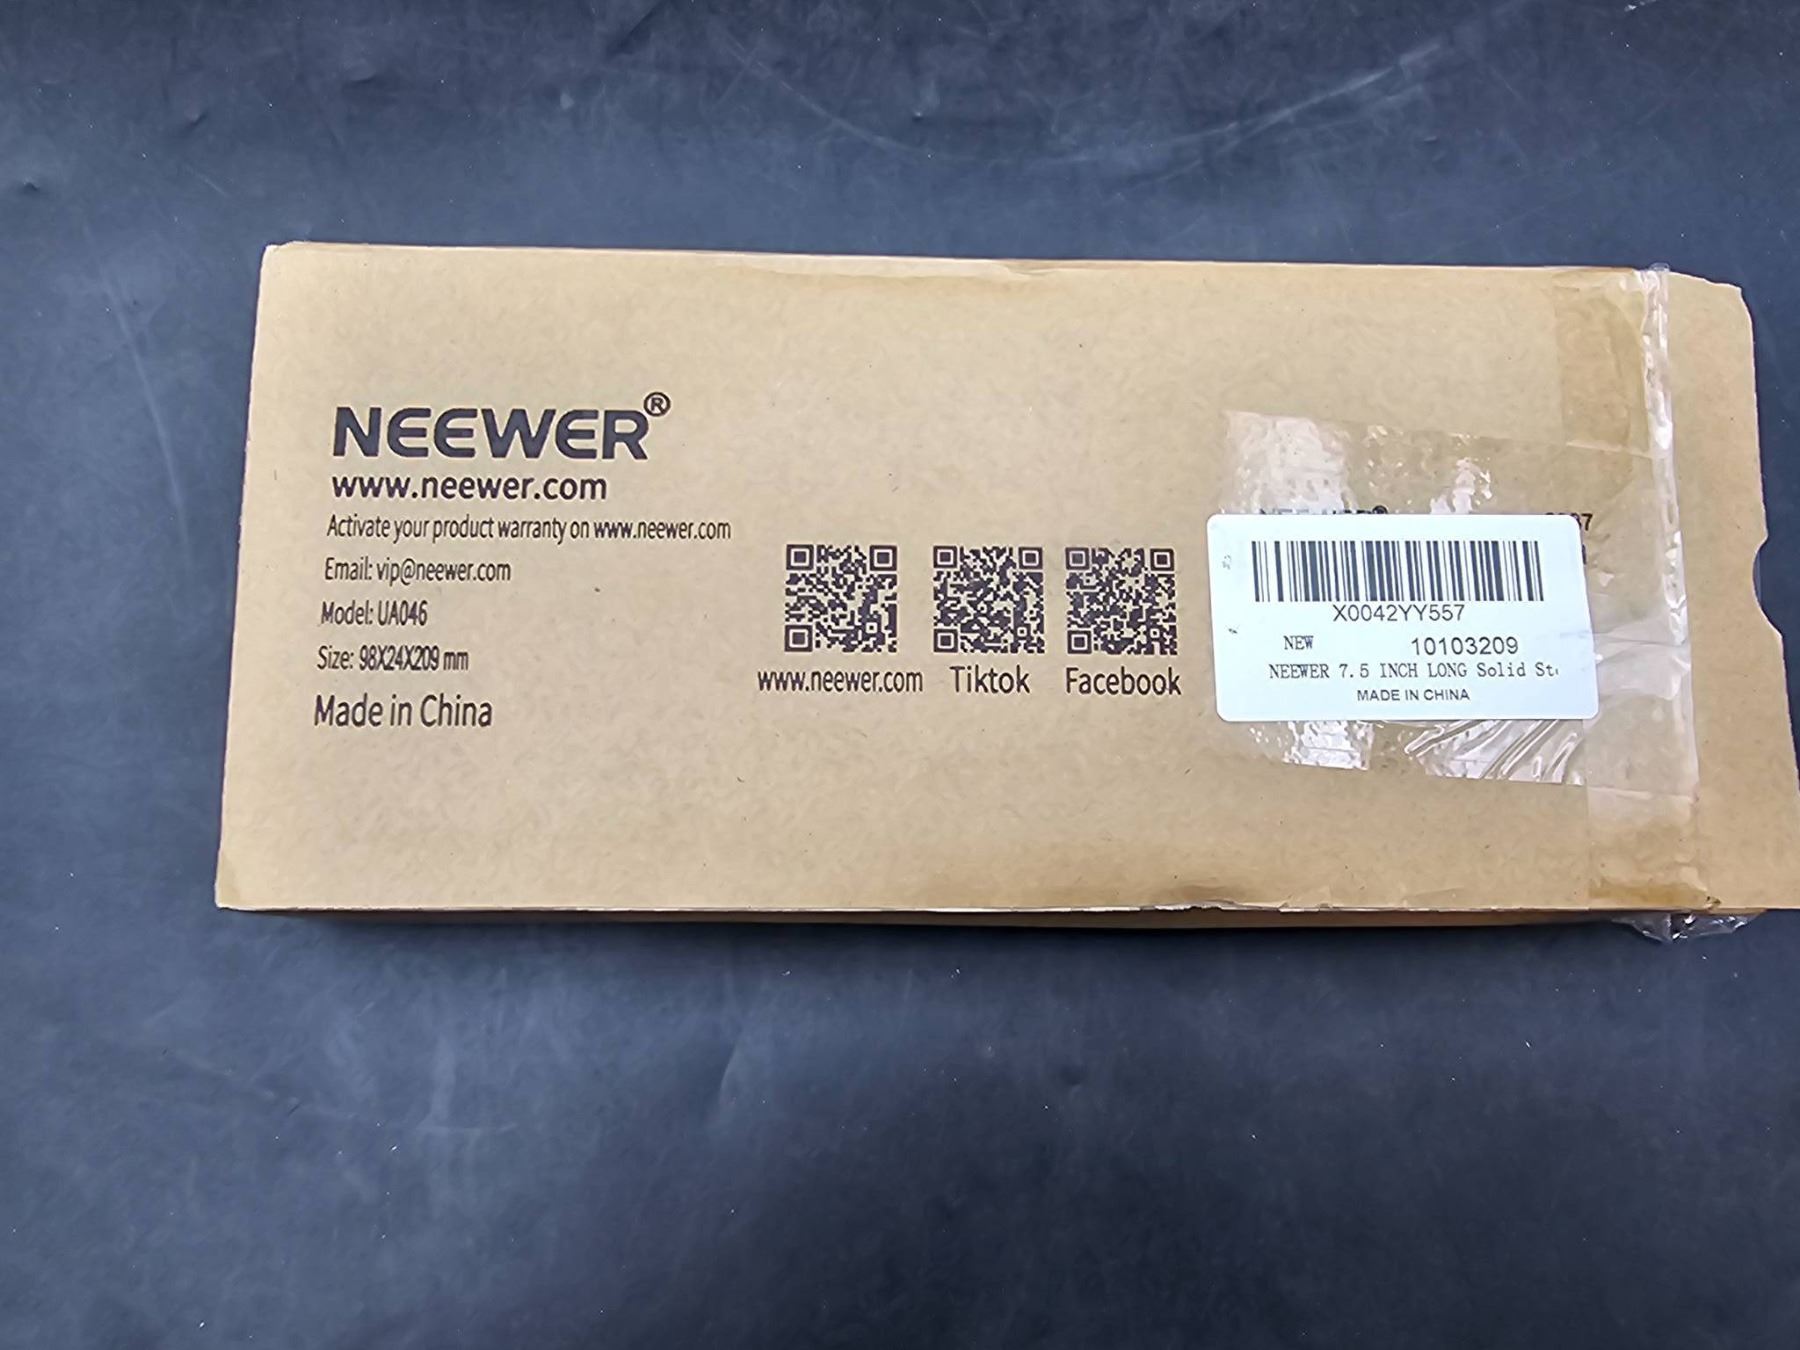 NEEWER®
www.neewer.com
Activate your product warranty on www.neewer.com
Email: vip@neewer.com
Model: UA046
Size: 98X24X209 mm
Made in China
www.neewer.com
Tiktok
Facebook
X0042YY557
NEW 10103209
NEEWER 7.5 INCH LONG Solid
MADE IN CHINA